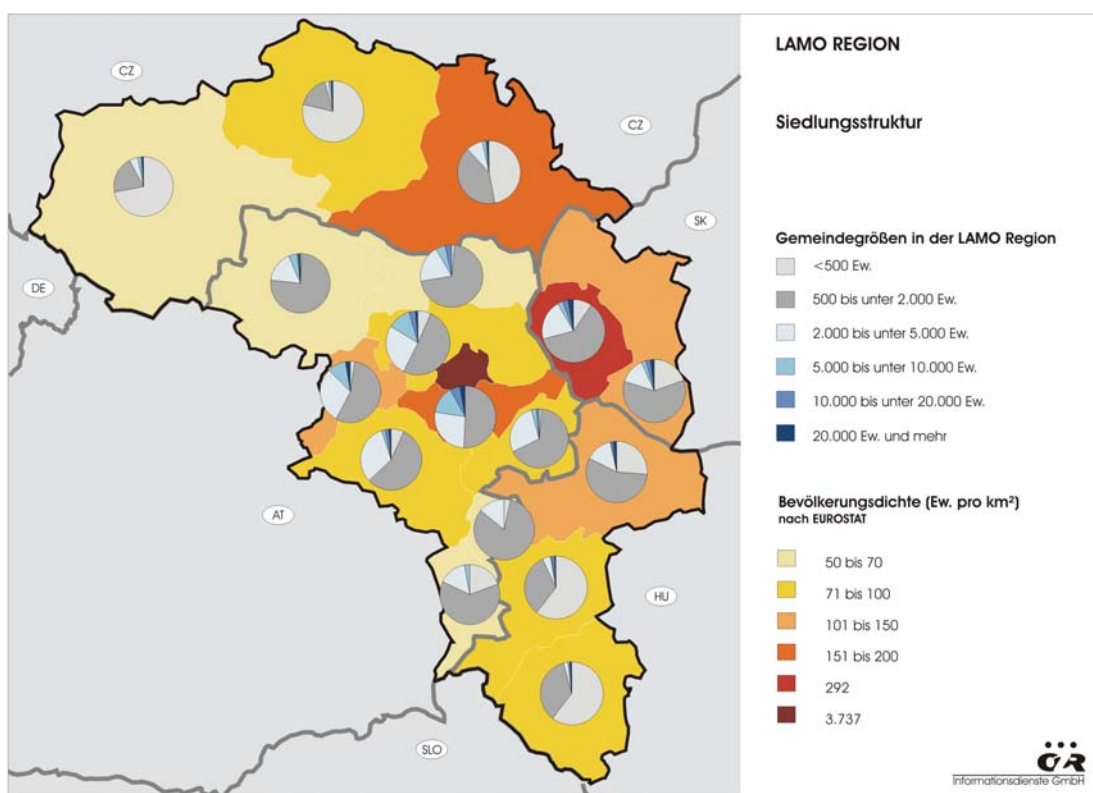 LAMO REGION
Siedlungsstruktur
Gemeindegrößen in der LAMO Region
<500 Ew.
500 bis unter 2.000 Ew.
2.000 bis unter 5.000 Ew.
5.000 bis unter 10.000 Ew.
10.000 bis unter 20.000 Ew.
20.000 Ew. und mehr
Bevölkerungsdichte (Ew. pro km²)
nach EUROSTAT
50 bis 70
71 bis 100
101 bis 150
151 bis 200
292
3.737
CZ
CZ
SK
DE
AT
HU
SLO
ÖIR
Informationsdienste GmbH